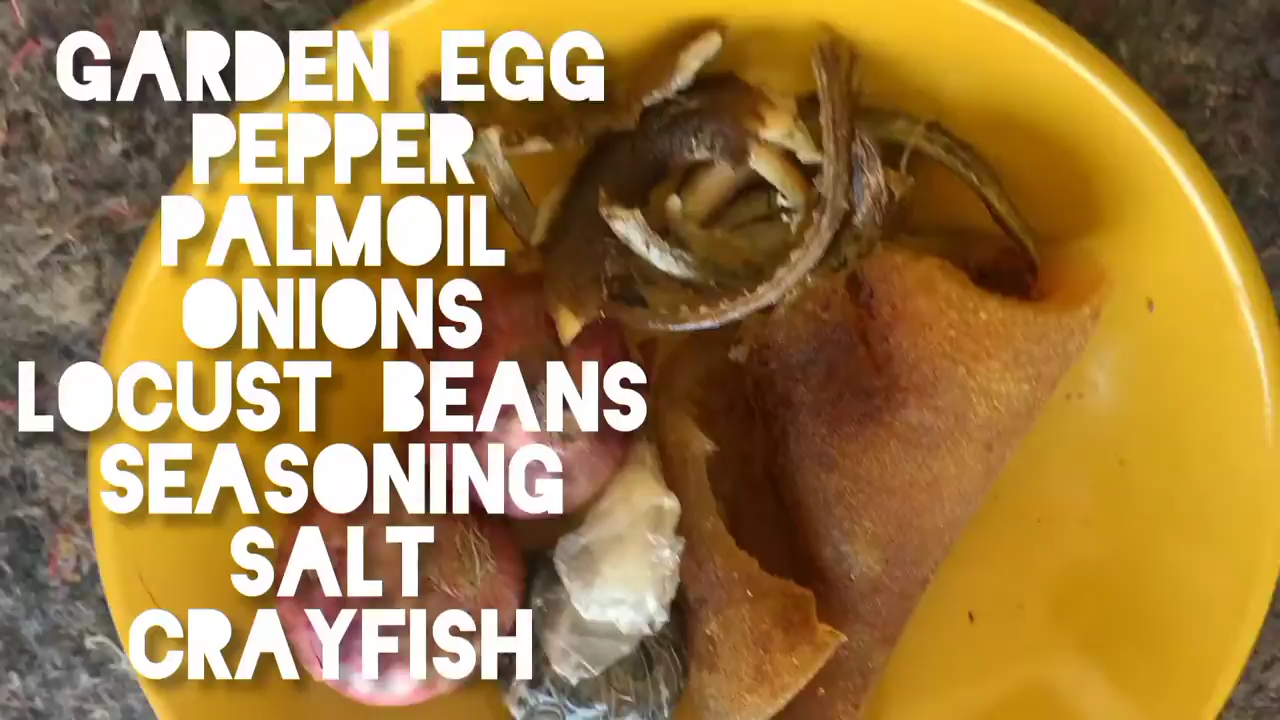 GARDEN EGG
PEPPER
PALMOIL
ONIONS
LOCUST BEANS
SEASONING
SALT
CRAYFISH